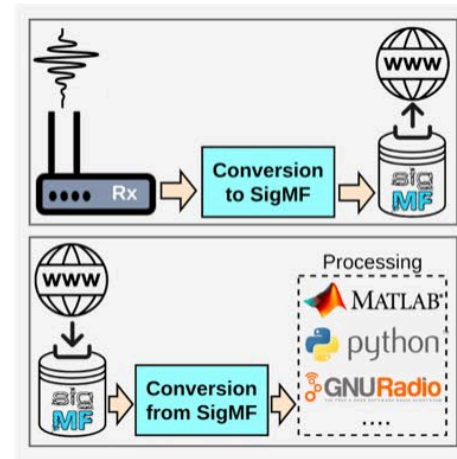 www
Rx
Conversion
to SigMF
sig
MF
www
Processing
MATLAB
python
GNURadio
sig
MF
Conversion
from SigMF
....